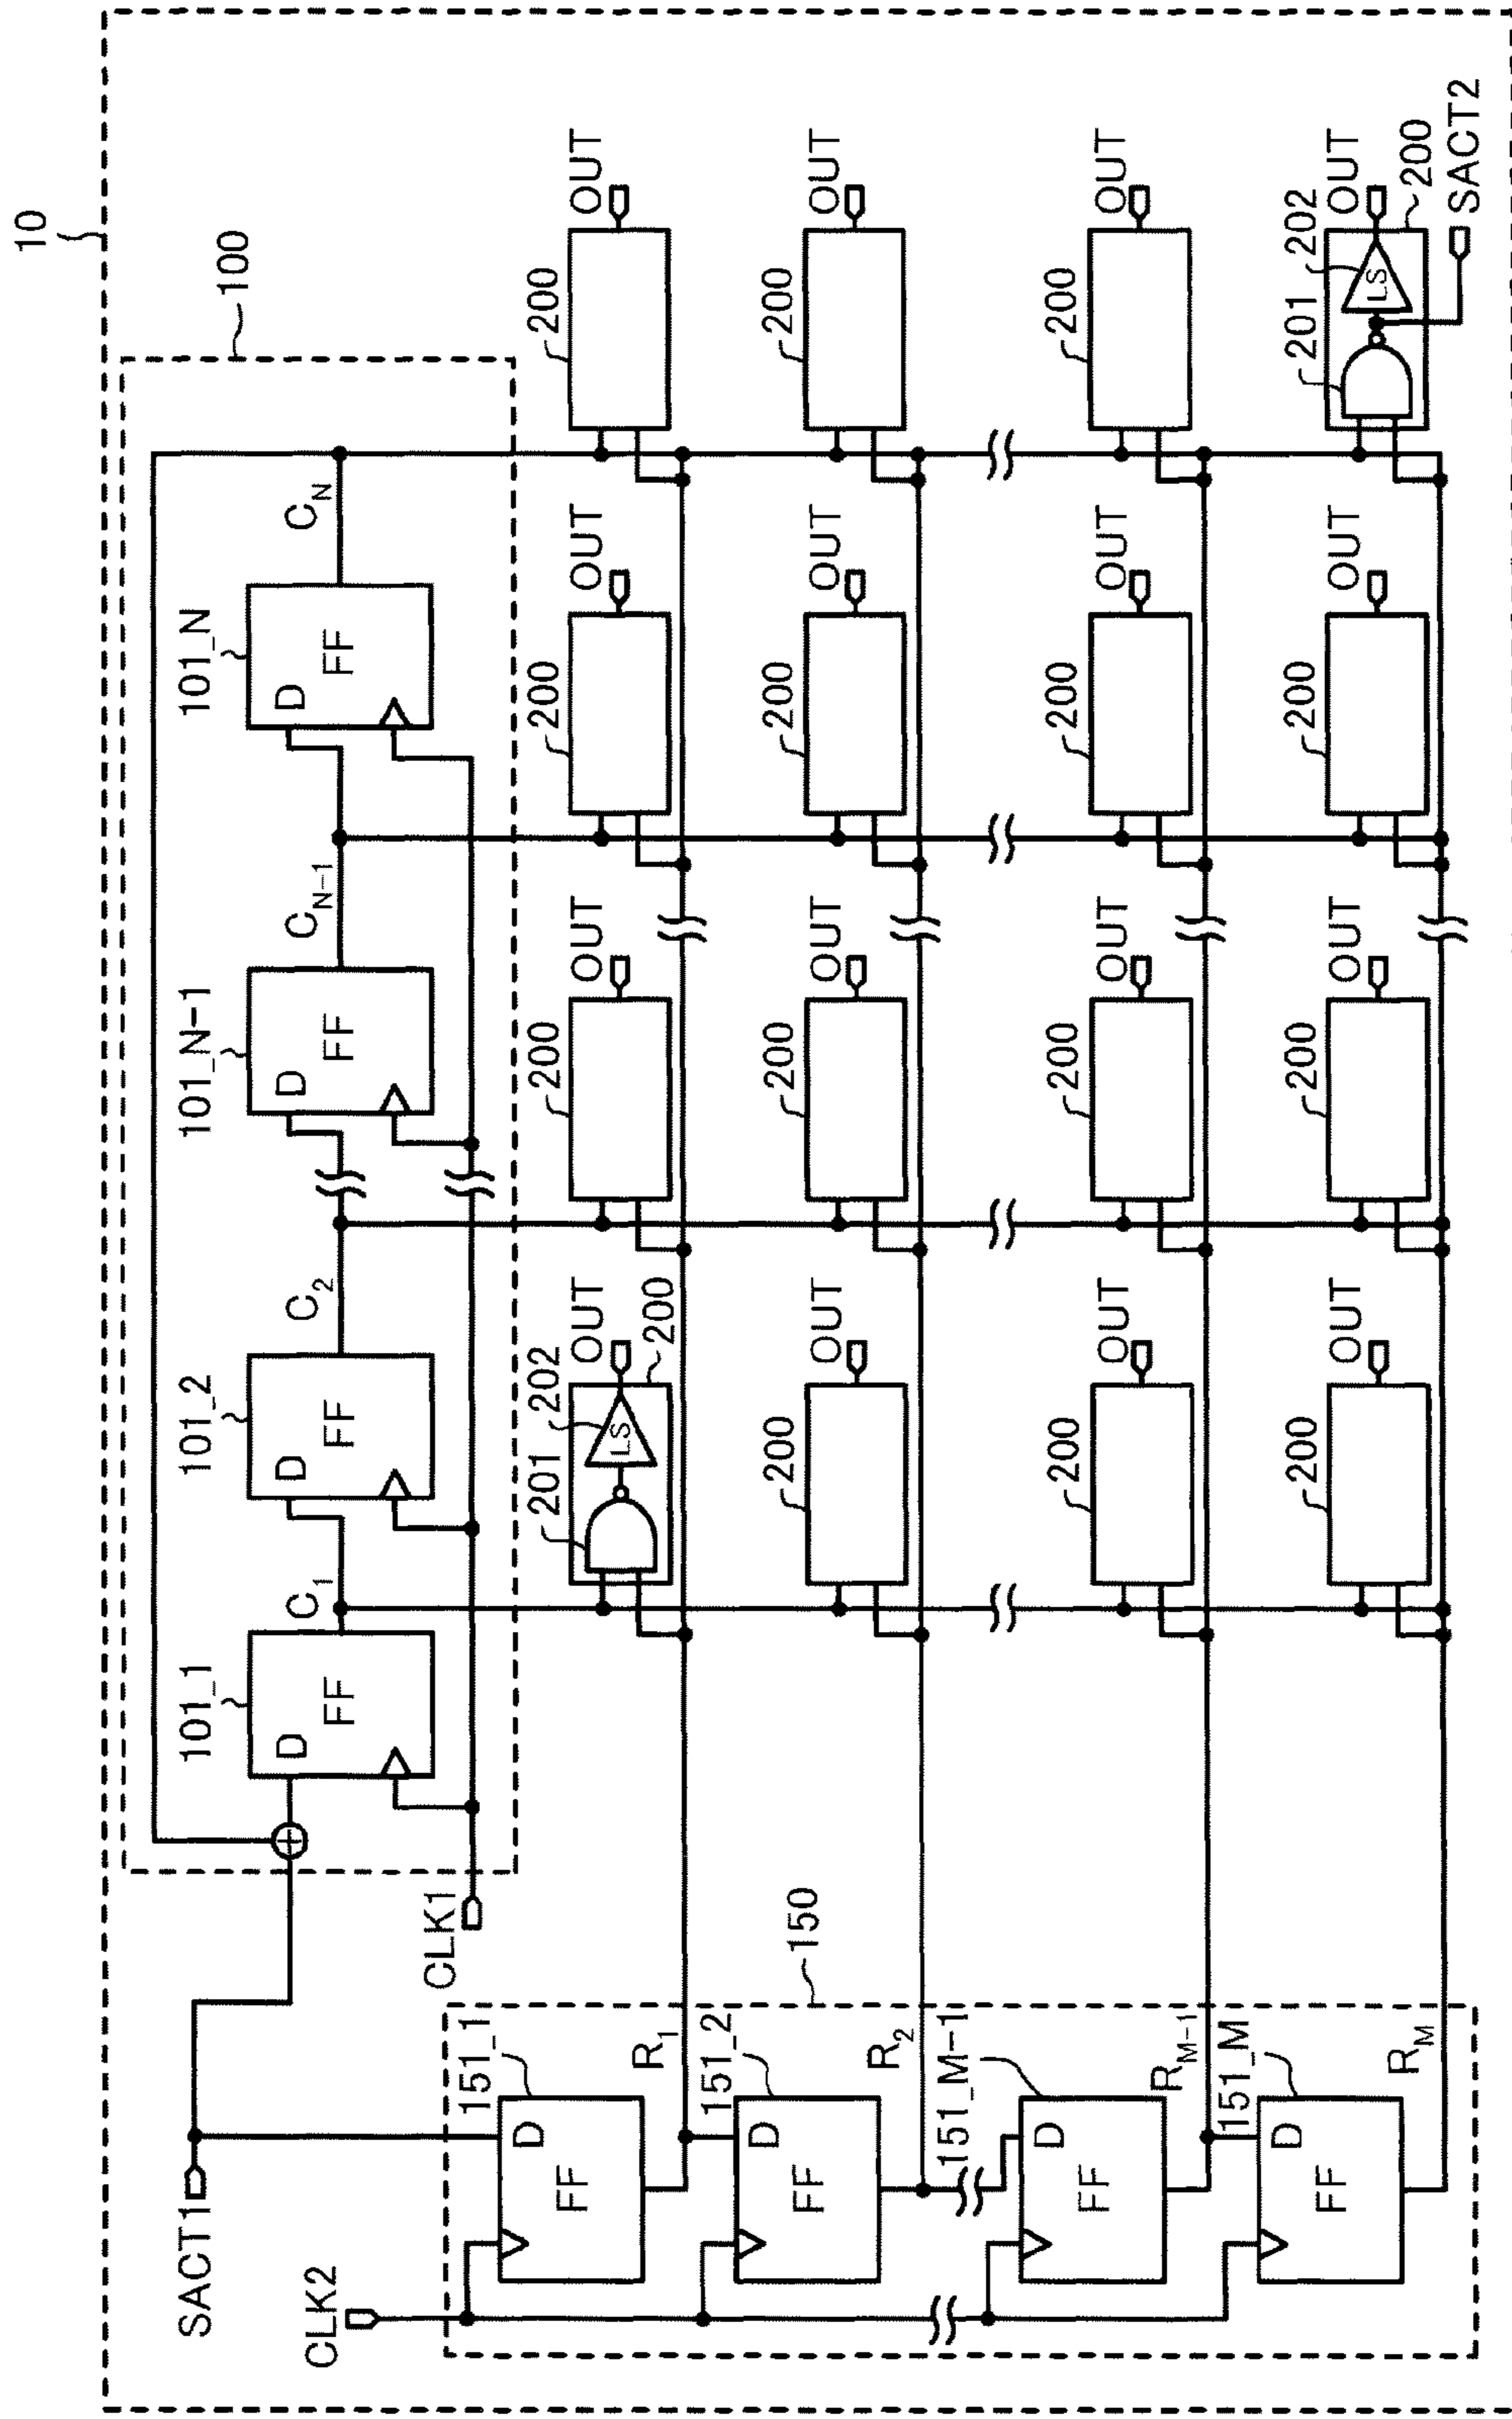 10
100
101_1
101_2
101_N-1
101_N
SACT1
D
FF
C1
D
FF
C2
D
FF
CN-1
D
FF
CN
CLK1
CLK2
151_1
D
FF
R1
201
202
LS
OUT
200
200
OUT
200
OUT
200
OUT
150
151_2
D
FF
R2
200
OUT
200
OUT
200
OUT
200
OUT
151_M-1
D
FF
RM-1
200
OUT
200
OUT
200
OUT
200
OUT
151_M
D
FF
RM
200
OUT
200
OUT
200
OUT
201
202
LS
OUT
200
SACT2